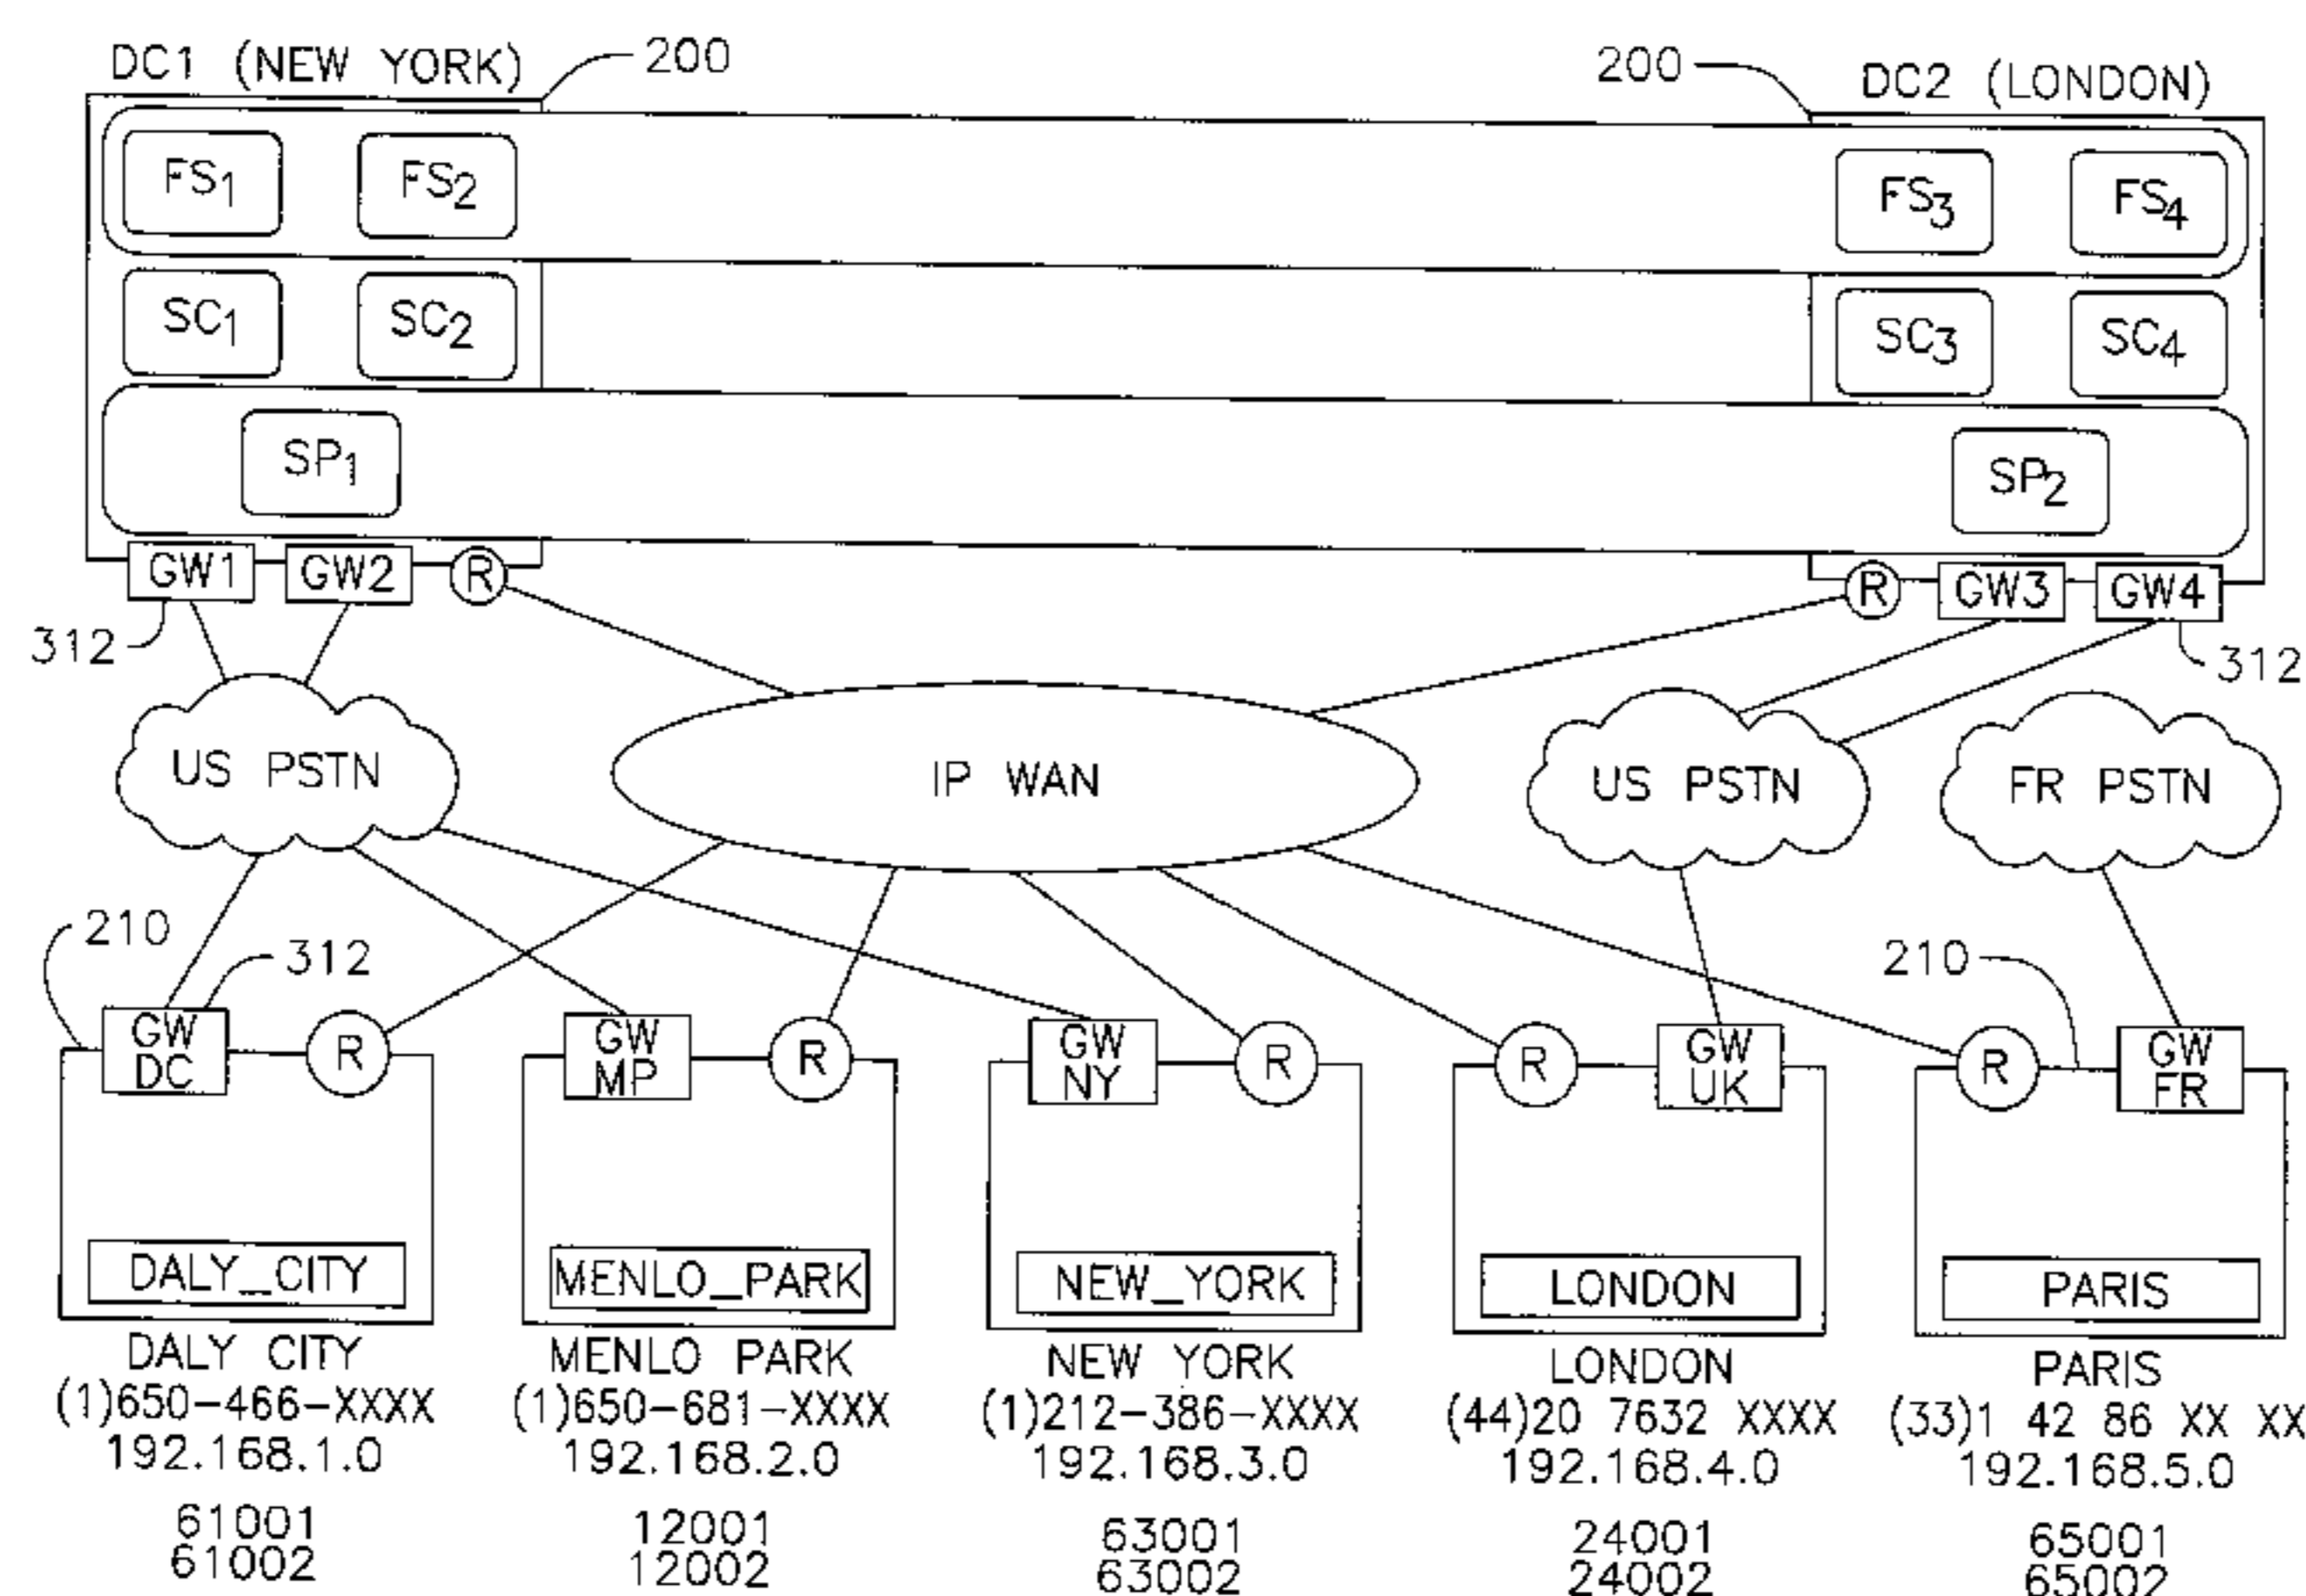 DC1 (NEW YORK)
200
200
DC2 (LONDON)
FS1
FS2
FS3
FS4
SC1
SC2
SC3
SC4
SP1
SP2
GW1
GW2
R
R
GW3
GW4
312
312
US PSTN
IP WAN
US PSTN
FR PSTN
210
312
210
GW
DC
R
GW
MP
R
GW
NY
R
R
GW
UK
R
GW
FR
DALY_CITY
MENLO_PARK
NEW_YORK
LONDON
PARIS
DALY CITY
(1)650-466-XXXX
192.168.1.0
61001
61002
MENLO PARK
(1)650-681-XXXX
192.168.2.0
12001
12002
NEW YORK
(1)212-386-XXXX
192.168.3.0
63001
63002
LONDON
(44)20 7632 XXXX
192.168.4.0
24001
24002
PARIS
(33)1 42 86 XX XX
192.168.5.0
65001
65002